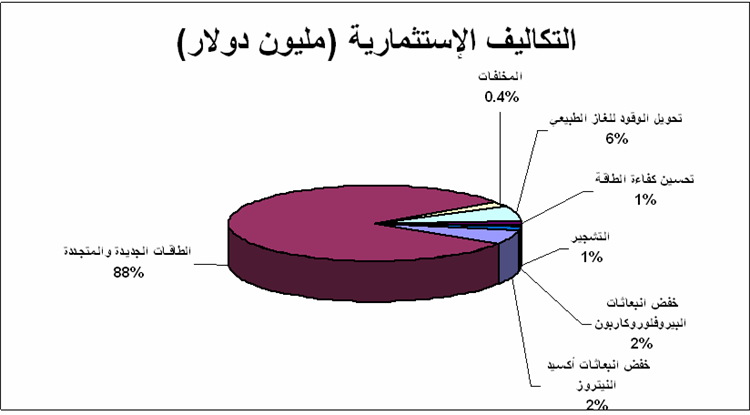 التكاليف الإستثمارية (مليون دولار)
المخلفات
0.4%
تحويل الوقود للغاز الطبيعي
6%
تحسين كفاءة الطاقة
1%
التشجير
1%
خفض انبعاثات
البيروفلوروكاربون
2%
خفض انبعاثات أكسيد
النيتروز
2%
الطاقات الجديدة والمتجددة
88%